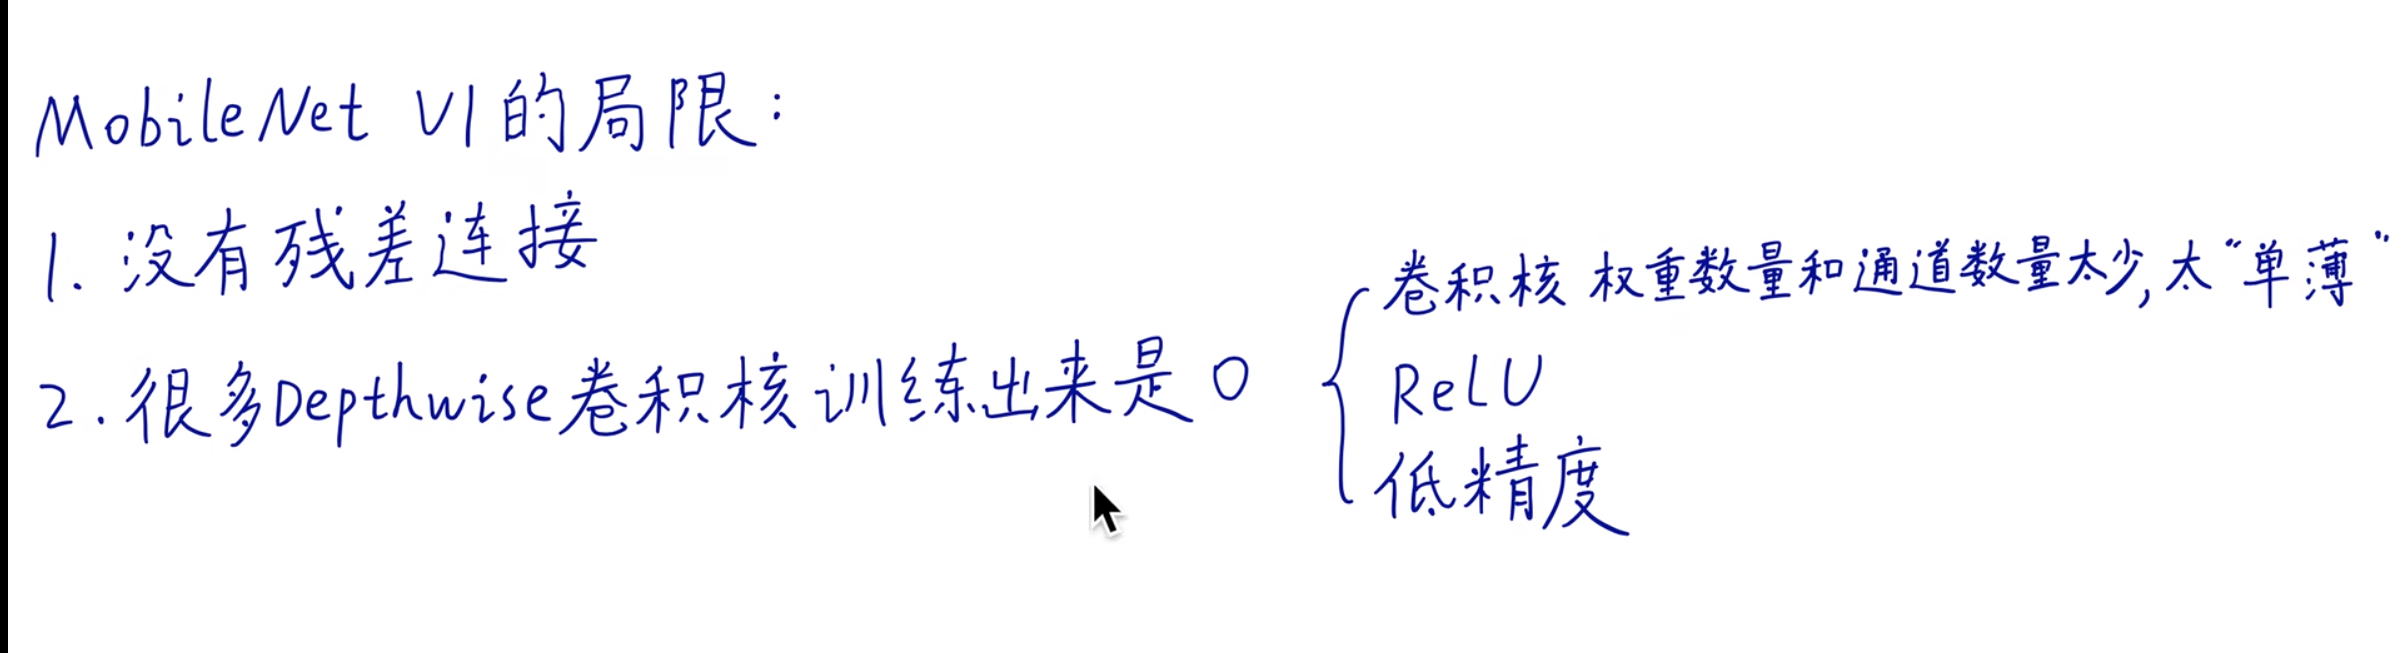 MobileNet V1的局限：
1. 没有残差连接
2. 很多Depthwise卷积核训练出来是0
卷积核 权重数量和通道数量太少,太“单薄”
ReLU
低精度